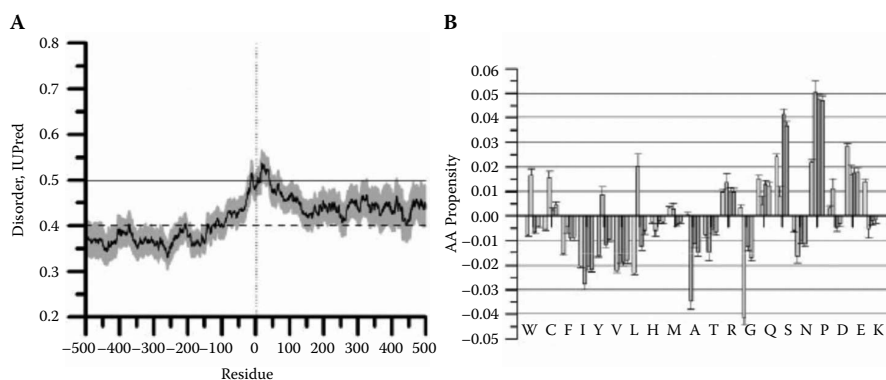 A
Disorder, IUPred
0.8
0.7
0.6
0.5
0.4
0.3
0.2
−500 −400 −300 −200 −100 0 100 200 300 400 500
Residue
B
AA Propensity
0.06
0.05
0.04
0.03
0.02
0.01
0.00
−0.01
−0.02
−0.03
−0.04
−0.05
W C F I Y V L H M A T R G Q S N P D E K